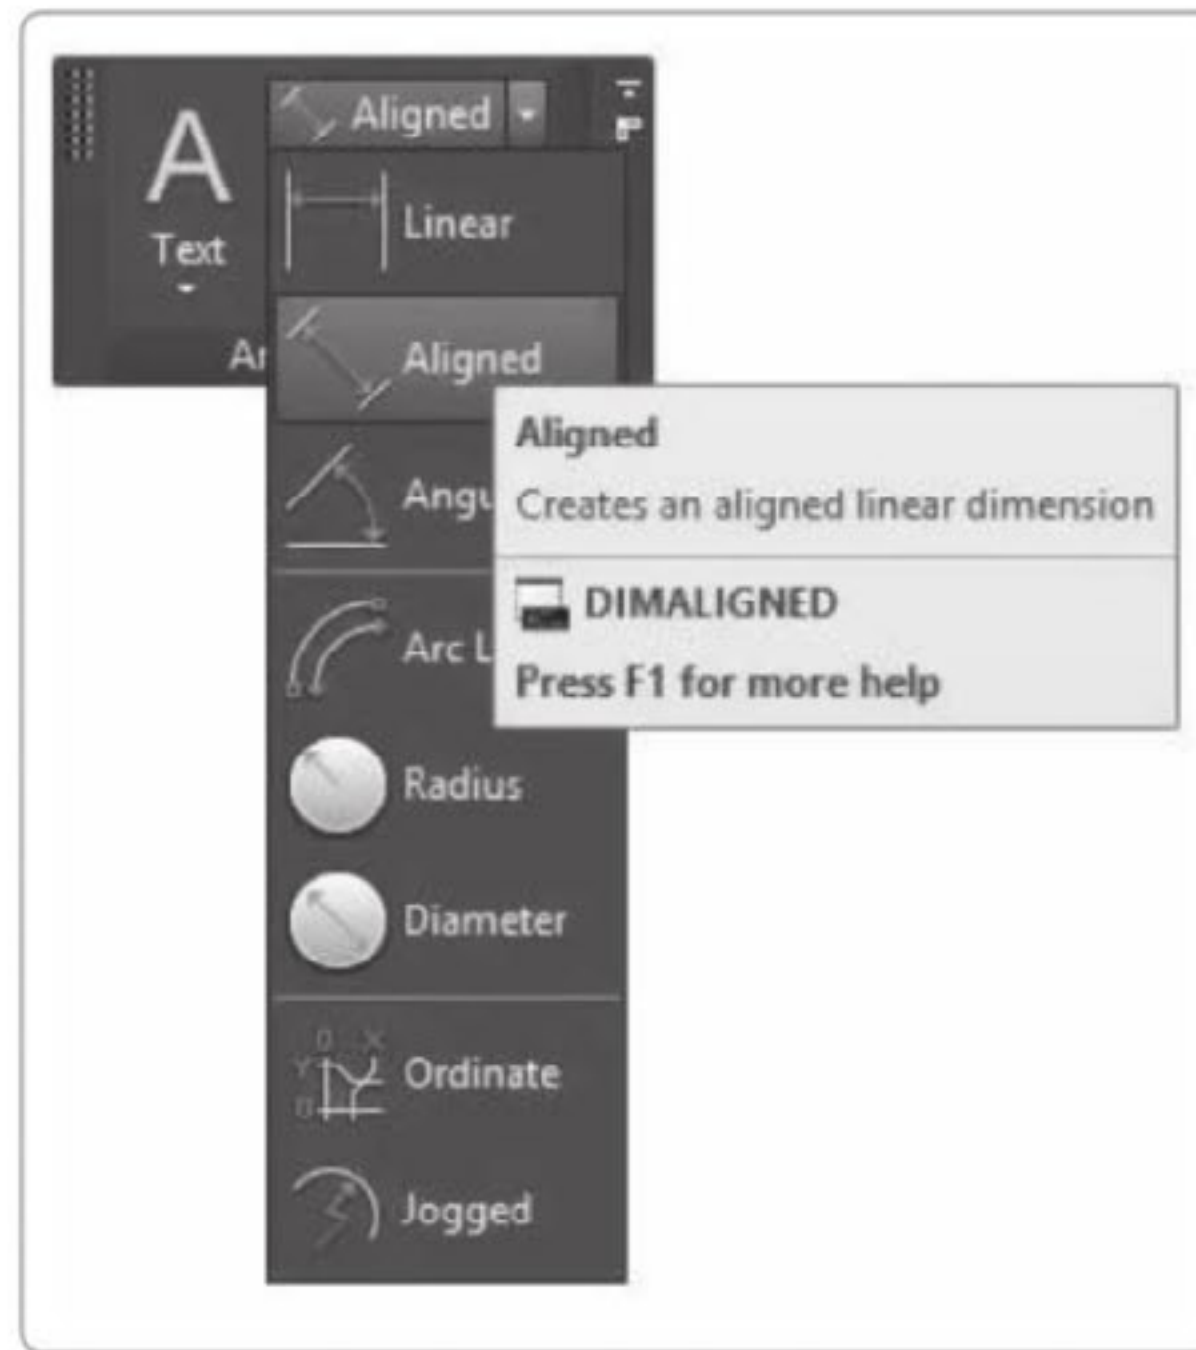 Aligned
A
Text
Linear
Aligned
Aligned
Creates an aligned linear dimension
DIMALIGNED
Press F1 for more help
Arc
Radius
Diameter
Ordinate
Jogged